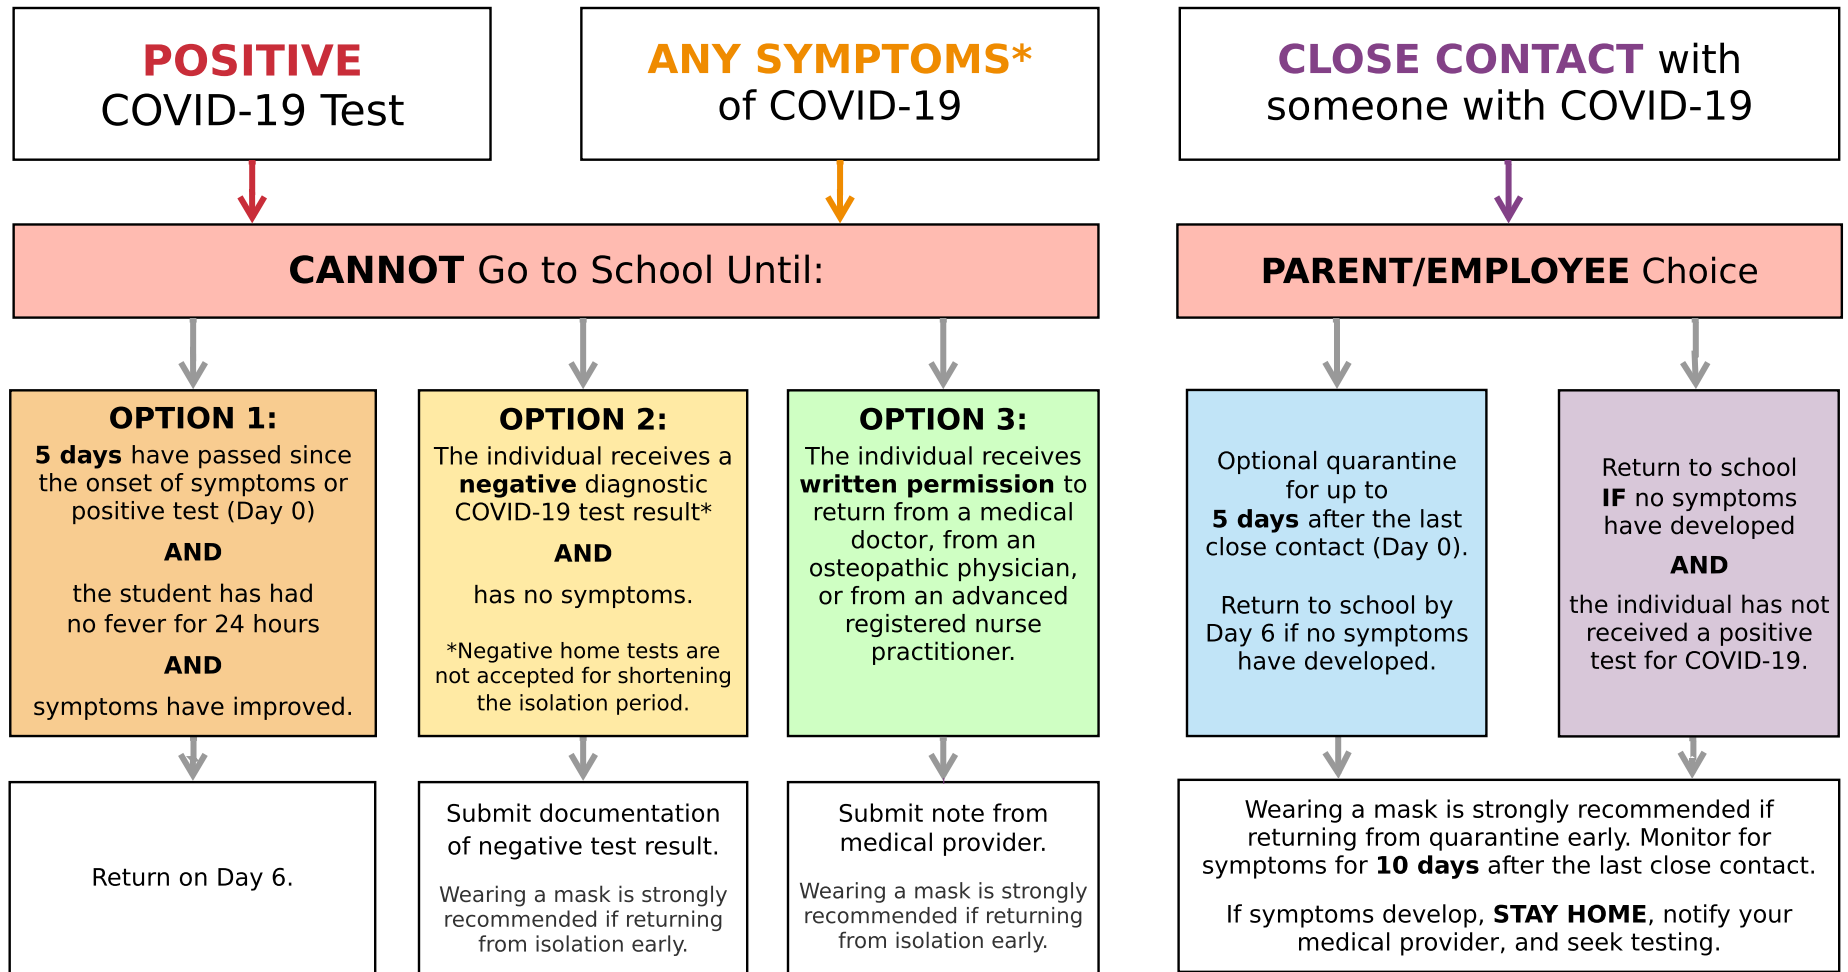 POSITIVE
COVID-19 Test
ANY SYMPTOMS*
of COVID-19
CLOSE CONTACT with
someone with COVID-19
CANNOT Go to School Until:
PARENT/EMPLOYEE Choice
OPTION 1:
5 days have passed since
the onset of symptoms or
positive test (Day 0)
AND
the student has had
no fever for 24 hours
AND
symptoms have improved.
OPTION 2:
The individual receives a
negative diagnostic
COVID-19 test result*
AND
has no symptoms.
*Negative home tests are
not accepted for shortening
the isolation period.
OPTION 3:
The individual receives
written permission to
return from a medical
doctor, from an
osteopathic physician,
or from an advanced
registered nurse
practitioner.
Optional quarantine
for up to
5 days after the last
close contact (Day 0).
Return to school by
Day 6 if no symptoms
have developed.
Return to school
IF no symptoms
have developed
AND
the individual has not
received a positive
test for COVID-19.
Return on Day 6.
Submit documentation
of negative test result.
Wearing a mask is strongly
recommended if returning
from isolation early.
Submit note from
medical provider.
Wearing a mask is strongly
recommended if returning
from isolation early.
Wearing a mask is strongly recommended if
returning from quarantine early. Monitor for
symptoms for 10 days after the last close contact.
If symptoms develop, STAY HOME, notify your
medical provider, and seek testing.